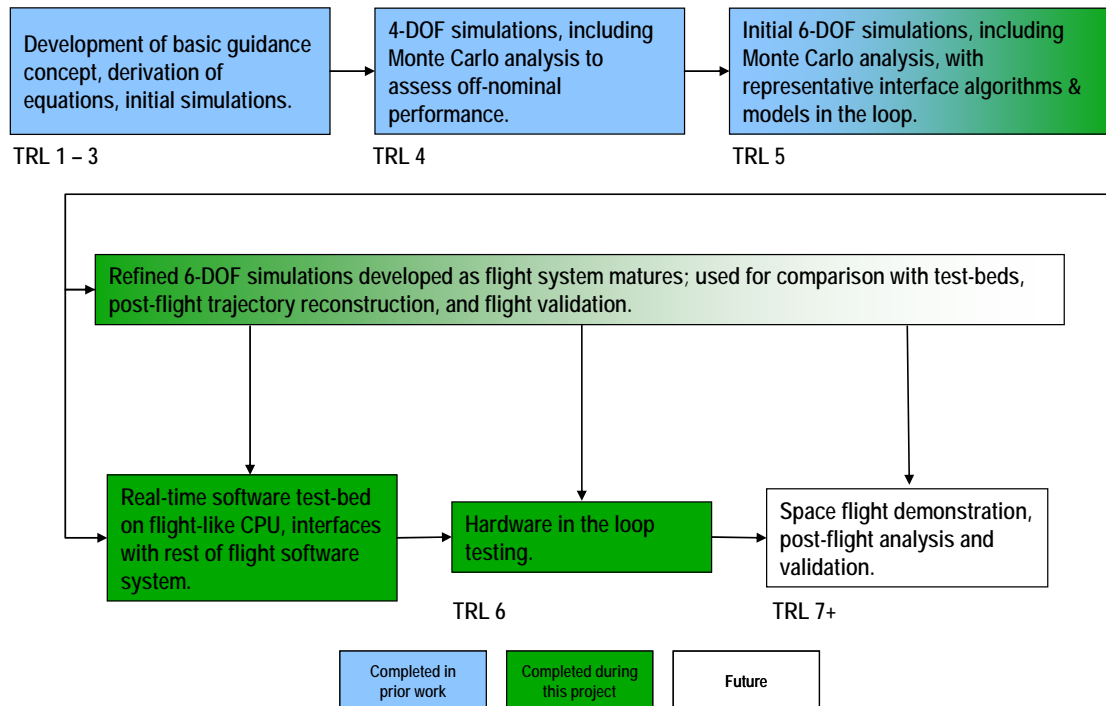 Development of basic guidance
concept, derivation of
equations, initial simulations.
TRL 1 – 3
4-DOF simulations, including
Monte Carlo analysis to
assess off-nominal
performance.
TRL 4
Initial 6-DOF simulations, including
Monte Carlo analysis, with
representative interface algorithms &
models in the loop.
TRL 5
Refined 6-DOF simulations developed as flight system matures; used for comparison with test-beds,
post-flight trajectory reconstruction, and flight validation.
Real-time software test-bed
on flight-like CPU, interfaces
with rest of flight software
system.
Hardware in the loop
testing.
TRL 6
Space flight demonstration,
post-flight analysis and
validation.
TRL 7+
Completed in
prior work
Completed during
this project
Future